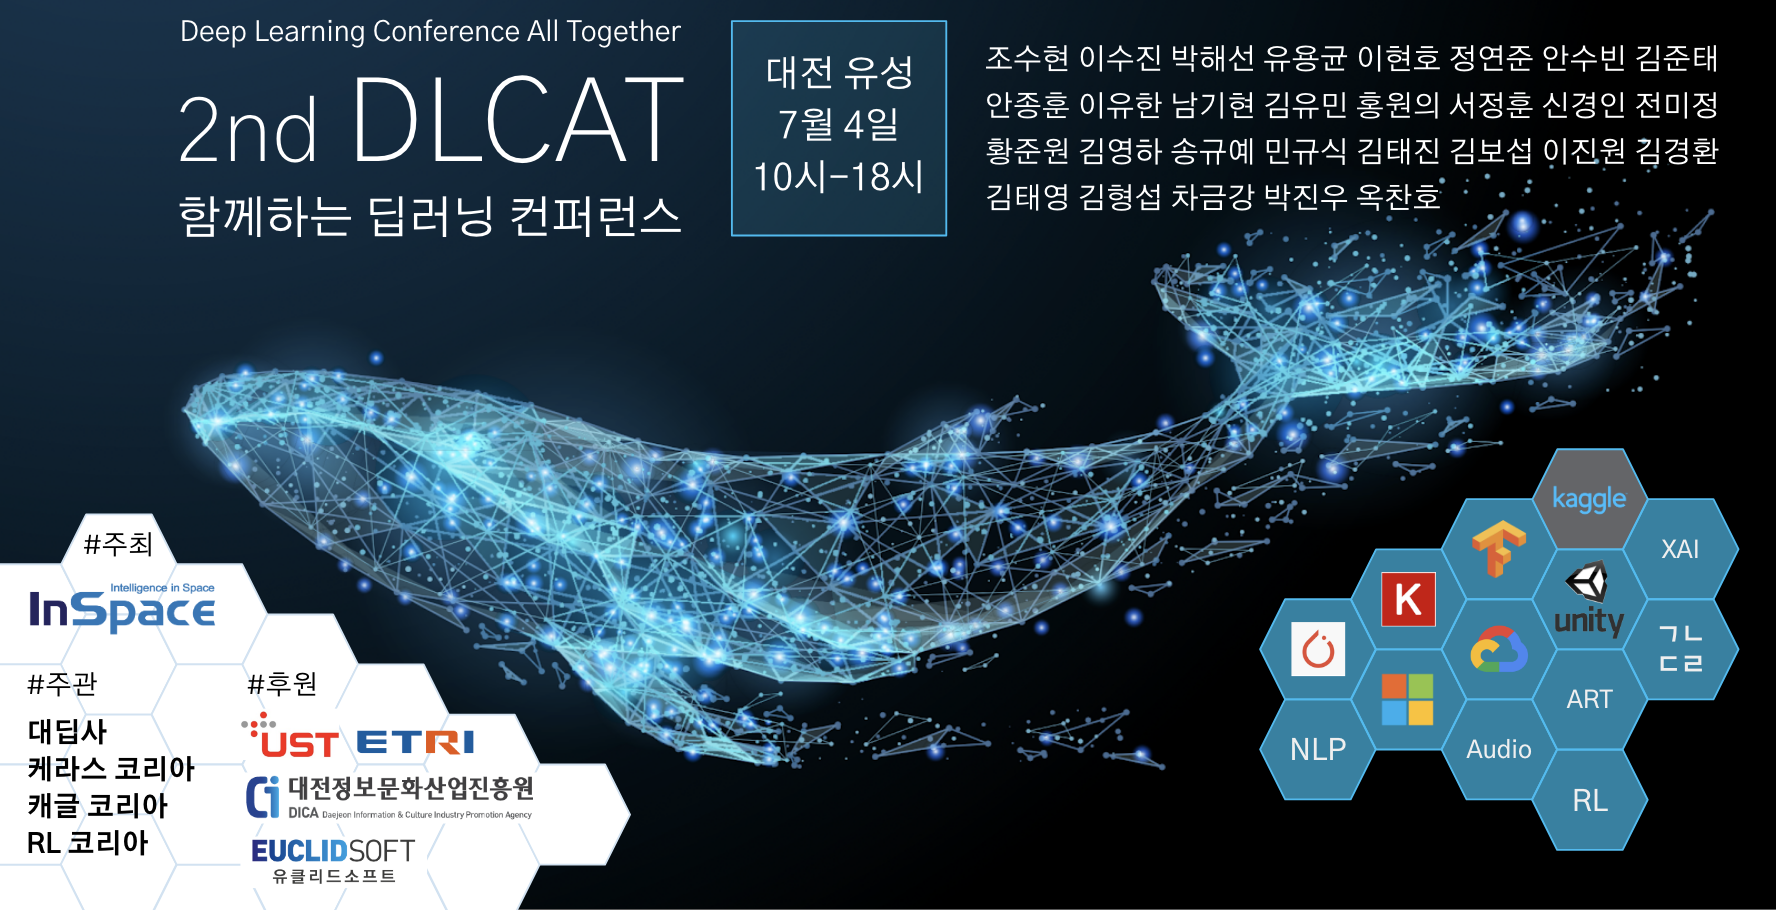 Deep Learning Conference All Together
2nd DLCAT
함께하는 딥러닝 컨퍼런스
대전 유성
7월 4일
10시-18시
조수현 이수진 박해선 유용균 이현호 정연준 안수빈 김준태
안종훈 이유한 남기현 김유민 홍원의 서정훈 신경인 전미정
황준원 김영하 송규예 민규식 김태진 김보섭 이진원 김경환
김태영 김형섭 차금강 박진우 옥찬호
#주최
Intelligence in Space
InSpace
#주관
대딥사
케라스 코리아
캐글 코리아
RL 코리아
#후원
UST ETRI
대전정보문화산업진흥원
DICA Daejeon Information & Culture Industry Promotion Agency
EUCLIDSOFT
유클리드소프트
kaggle
XAI
K
unity
ㄱㄴ
ㄷㄹ
ART
NLP
Audio
RL